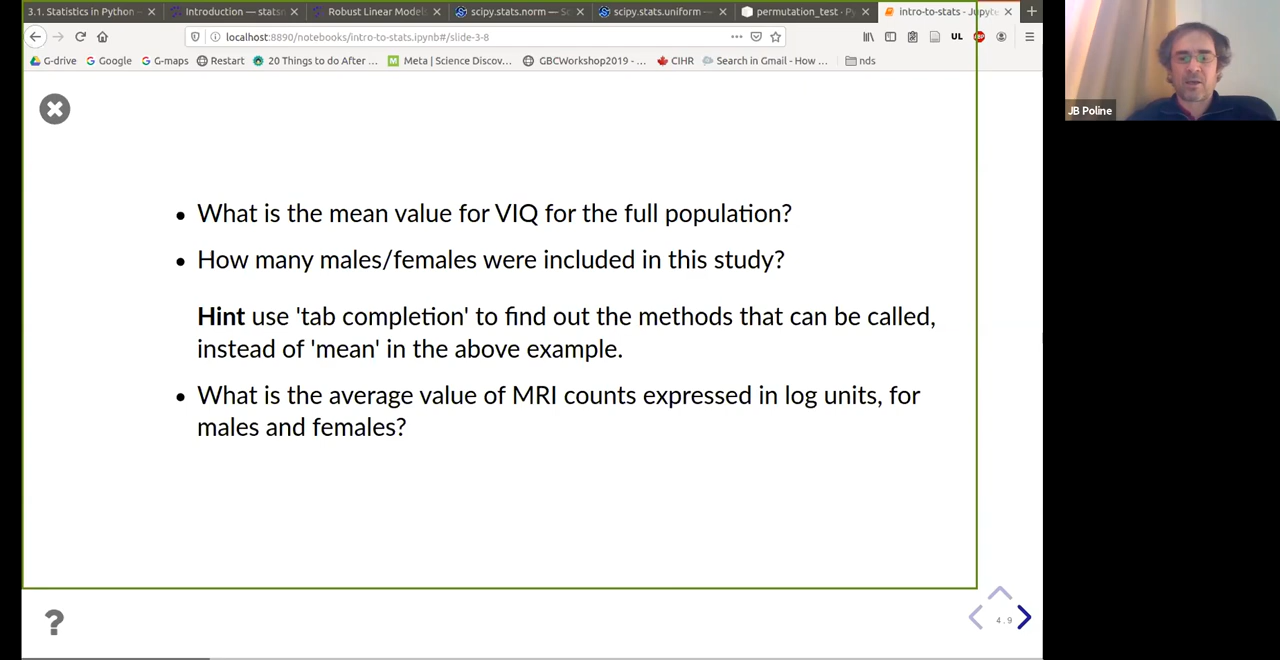 3.1. Statistics in Python
Introduction — stats
Robust Linear Model
scipy.stats.norm — S
scipy.stats.uniform
permutation_test - Py
intro-to-stats - Jupyte
localhost:8890/notebooks/intro-to-stats.ipynb#/slide-3-8
UL
G-drive
Google
G-maps
Restart
20 Things to do After ...
Meta | Science Discov...
GBCWorkshop2019 - ...
CIHR
Search in Gmail - How ...
nds
JB Poline
• What is the mean value for VIQ for the full population?
• How many males/females were included in this study?
Hint use 'tab completion' to find out the methods that can be called,
instead of 'mean' in the above example.
• What is the average value of MRI counts expressed in log units, for
males and females?
?
4.9